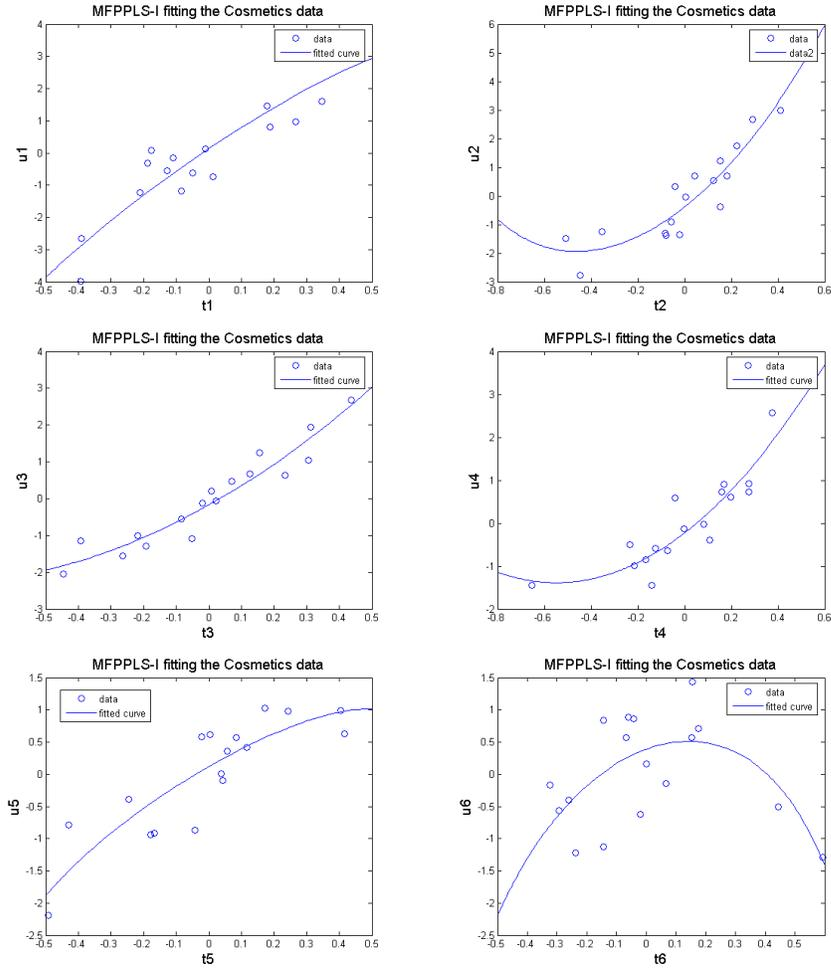 MFPPLS-I fitting the Cosmetics data
4
3
2
1
0
-1
-2
-3
-4
u1
data
fitted curve
-0.5 -0.4 -0.3 -0.2 -0.1 0 0.1 0.2 0.3 0.4 0.5
t1
MFPPLS-I fitting the Cosmetics data
6
5
4
3
2
1
0
-1
-2
-3
u2
data
data2
-0.8 -0.6 -0.4 -0.2 0 0.2 0.4 0.6
t2
MFPPLS-I fitting the Cosmetics data
4
3
2
1
0
-1
-2
-3
u3
data
fitted curve
-0.5 -0.4 -0.3 -0.2 -0.1 0 0.1 0.2 0.3 0.4 0.5
t3
MFPPLS-I fitting the Cosmetics data
4
3
2
1
0
-1
-2
u4
data
fitted curve
-0.8 -0.6 -0.4 -0.2 0 0.2 0.4 0.6
t4
MFPPLS-I fitting the Cosmetics data
1.5
1
0.5
0
-0.5
-1
-1.5
-2
-2.5
u5
data
fitted curve
-0.5 -0.4 -0.3 -0.2 -0.1 0 0.1 0.2 0.3 0.4 0.5
t5
MFPPLS-I fitting the Cosmetics data
1.5
1
0.5
0
-0.5
-1
-1.5
-2
-2.5
u6
data
fitted curve
-0.5 -0.4 -0.3 -0.2 -0.1 0 0.1 0.2 0.3 0.4 0.5
t6